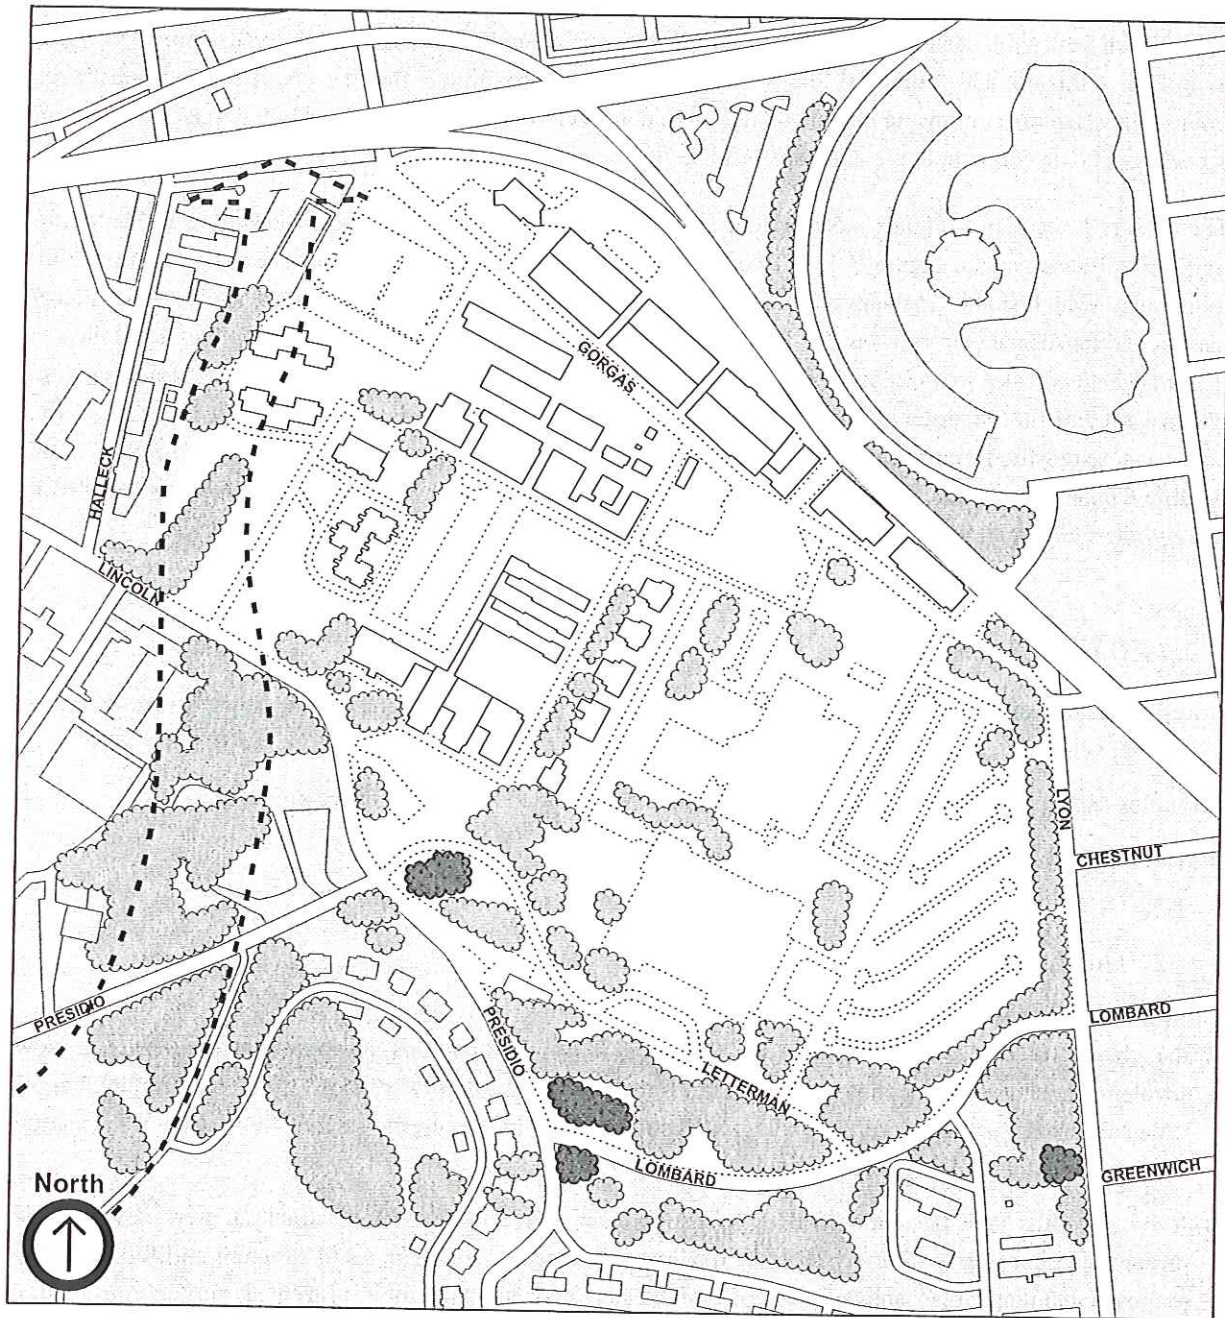 GORGAS
HALLECK
LINCOLN
LYON
CHESTNUT
PRESIDIO
PRESIDIO
LOMBARD
LETTERMAN
LOMBARD
GREENWICH
North